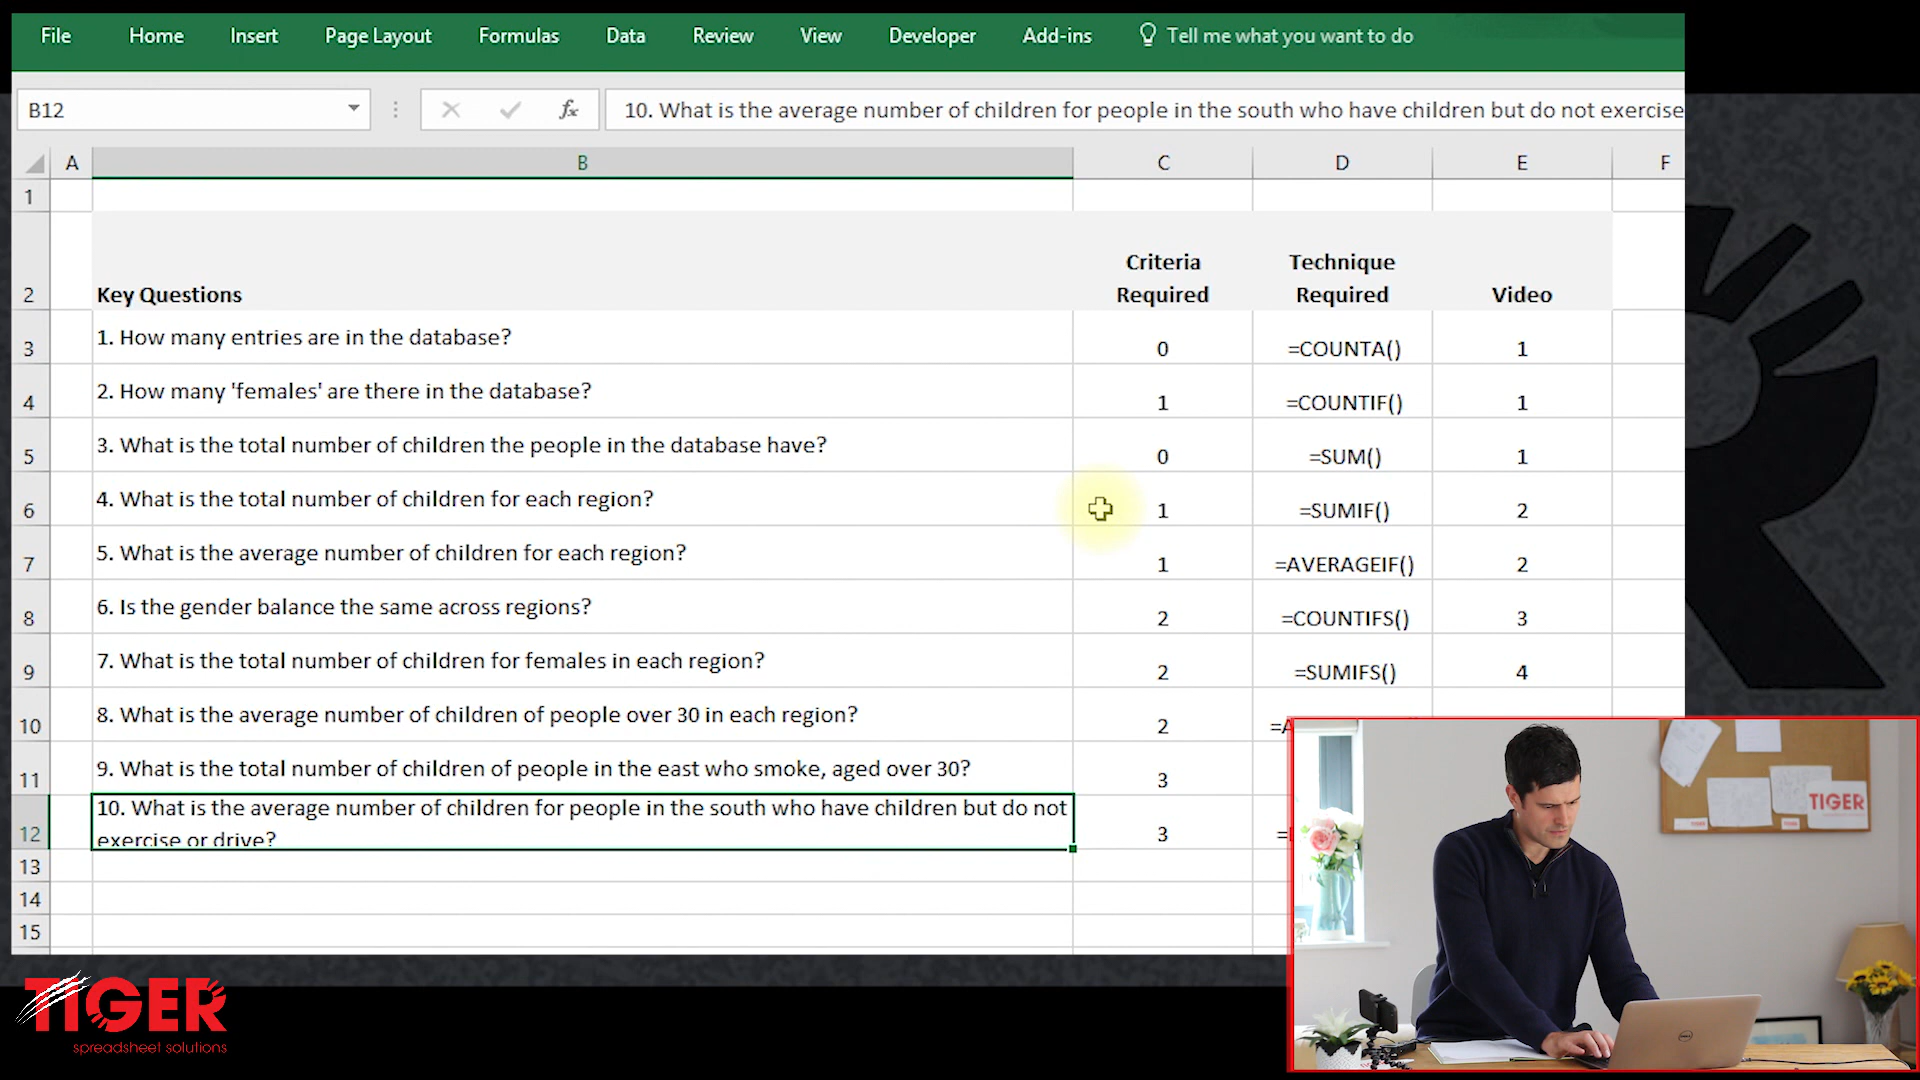 File Home Insert Page Layout Formulas Data Review View Developer Add-ins Tell me what you want to do
B12 fx 10. What is the average number of children for people in the south who have children but do not exercise
A B C D E F
1
2 Key Questions Criteria Required Technique Required Video
3 1. How many entries are in the database? 0 =COUNTA() 1
4 2. How many 'females' are there in the database? 1 =COUNTIF() 1
5 3. What is the total number of children the people in the database have? 0 =SUM() 1
6 4. What is the total number of children for each region? 1 =SUMIF() 2
7 5. What is the average number of children for each region? 1 =AVERAGEIF() 2
8 6. Is the gender balance the same across regions? 2 =COUNTIFS() 3
9 7. What is the total number of children for females in each region? 2 =SUMIFS() 4
10 8. What is the average number of children of people over 30 in each region? 2 =A
11 9. What is the total number of children of people in the east who smoke, aged over 30? 3
12 10. What is the average number of children for people in the south who have children but do not
exercise or drive? 3 =
13
14
15
TIGER
TIGER
spreadsheet solutions